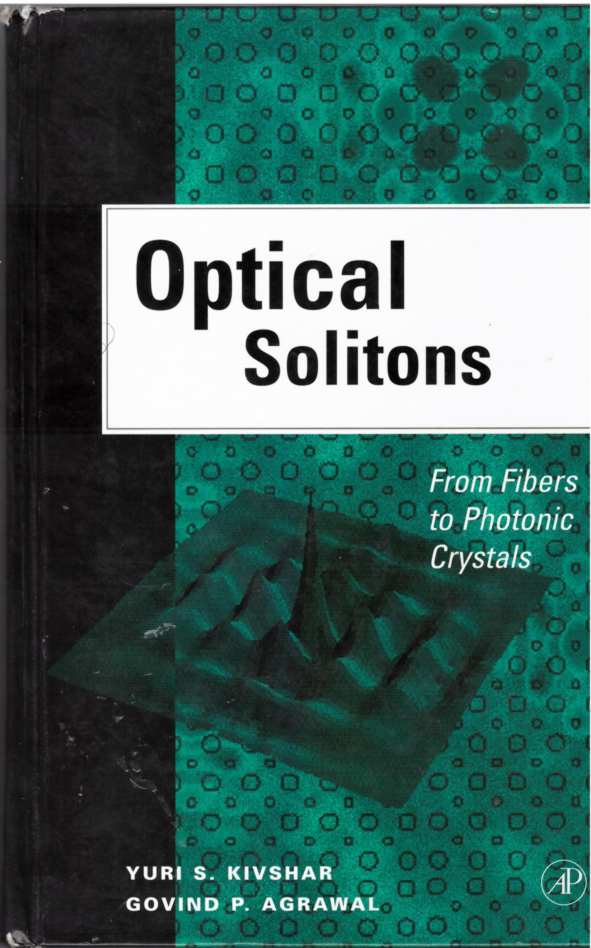 Optical
Solitons
From Fibers
to Photonic
Crystals
YURI S. KIVSHAR
GOVIND P. AGRAWAL
AP